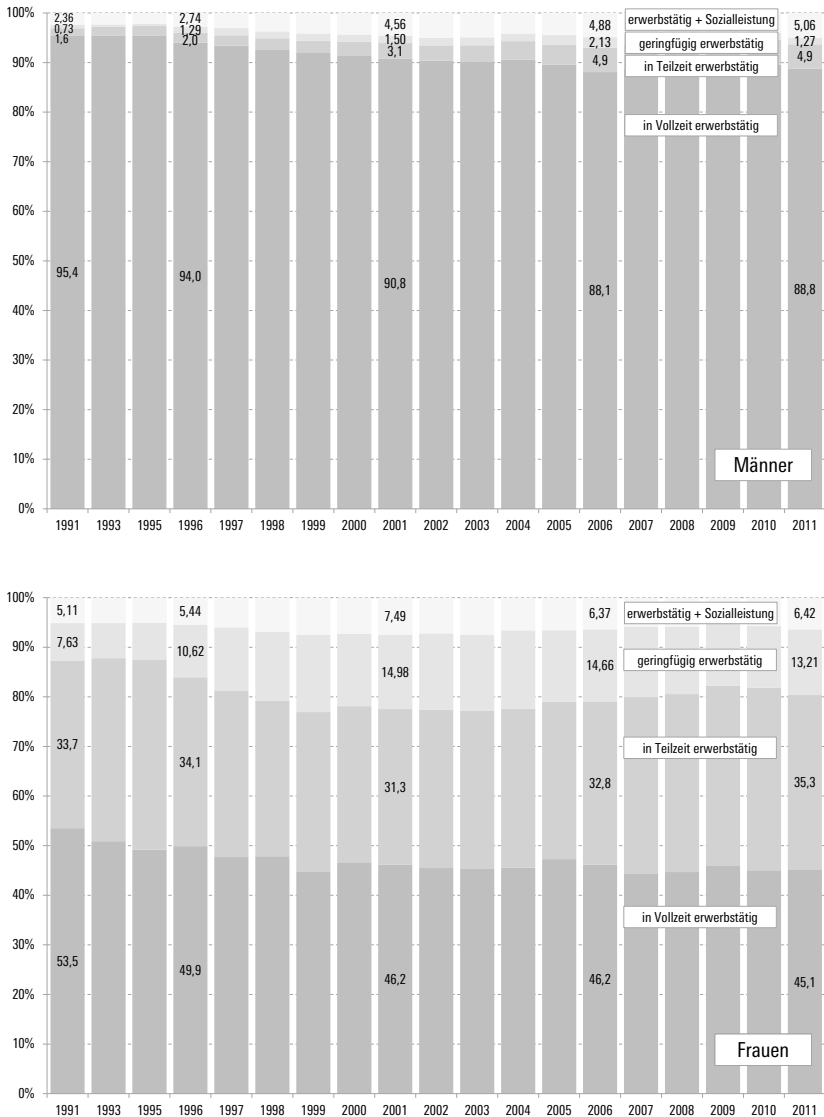 100% 2,36 2,74 4,56 4,88 erwerbstätig + Sozialleistung 5,06
0,73 1,29 1,50 2,13 geringfügig erwerbstätig 1,27
90% 1,6 2,0 3,1 4,9 in Teilzeit erwerbstätig 4,9
80%
in Vollzeit erwerbstätig
70%
60%
50%
95,4 94,0 90,8 88,1 88,8
40%
30%
20%
10%
Männer
0%
1991 1993 1995 1996 1997 1998 1999 2000 2001 2002 2003 2004 2005 2006 2007 2008 2009 2010 2011
100%
5,11 5,44 7,49 6,37 erwerbstätig + Sozialleistung 6,42
90%
7,63 10,62 14,98 14,66 geringfügig erwerbstätig 13,21
80%
33,7 34,1 31,3 32,8 in Teilzeit erwerbstätig 35,3
70%
60%
50%
40%
in Vollzeit erwerbstätig
30%
53,5 49,9 46,2 46,2 45,1
20%
10%
Frauen
0%
1991 1993 1995 1996 1997 1998 1999 2000 2001 2002 2003 2004 2005 2006 2007 2008 2009 2010 2011